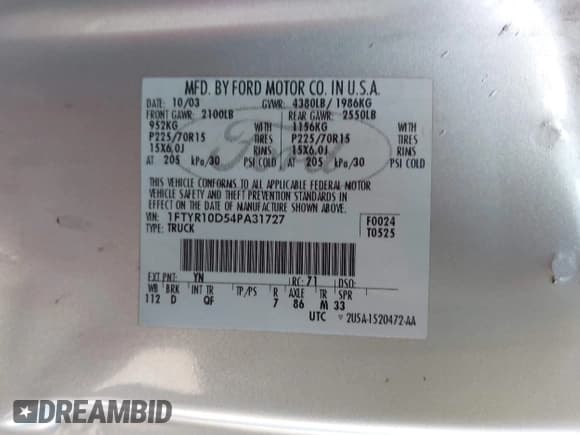 MFD. BY FORD MOTOR CO. IN U.S.A.
DATE: 10/03 GVWR: 4380LB/ 1986KG
FRONT GAWR: 2100LB REAR GAWR: 2550LB
952KG WITH 1156KG WITH
P225/70R15 TIRES P225/70R15 TIRES
15X6.0J RIMS 15X6.0J RIMS
AT 205 kPa/30 PSI COLD AT 205 kPa/30 PSI COLD
THIS VEHICLE CONFORMS TO ALL APPLICABLE FEDERAL MOTOR
VEHICLE SAFETY AND THEFT PREVENTION STANDARDS IN
EFFECT ON THE DATE OF MANUFACTURE SHOWN ABOVE.
VIN: 1FTYR10D54PA31727 F0024
TYPE: TRUCK T0525
EXT PNT: YN RC: 71 DSO:
WB BRK INT TR TP/PS R AXLE TR SPR
112 D QF 7 86 M 33
UTC ▽ 2U5A-1520472-AA
Ford
DREAMBID